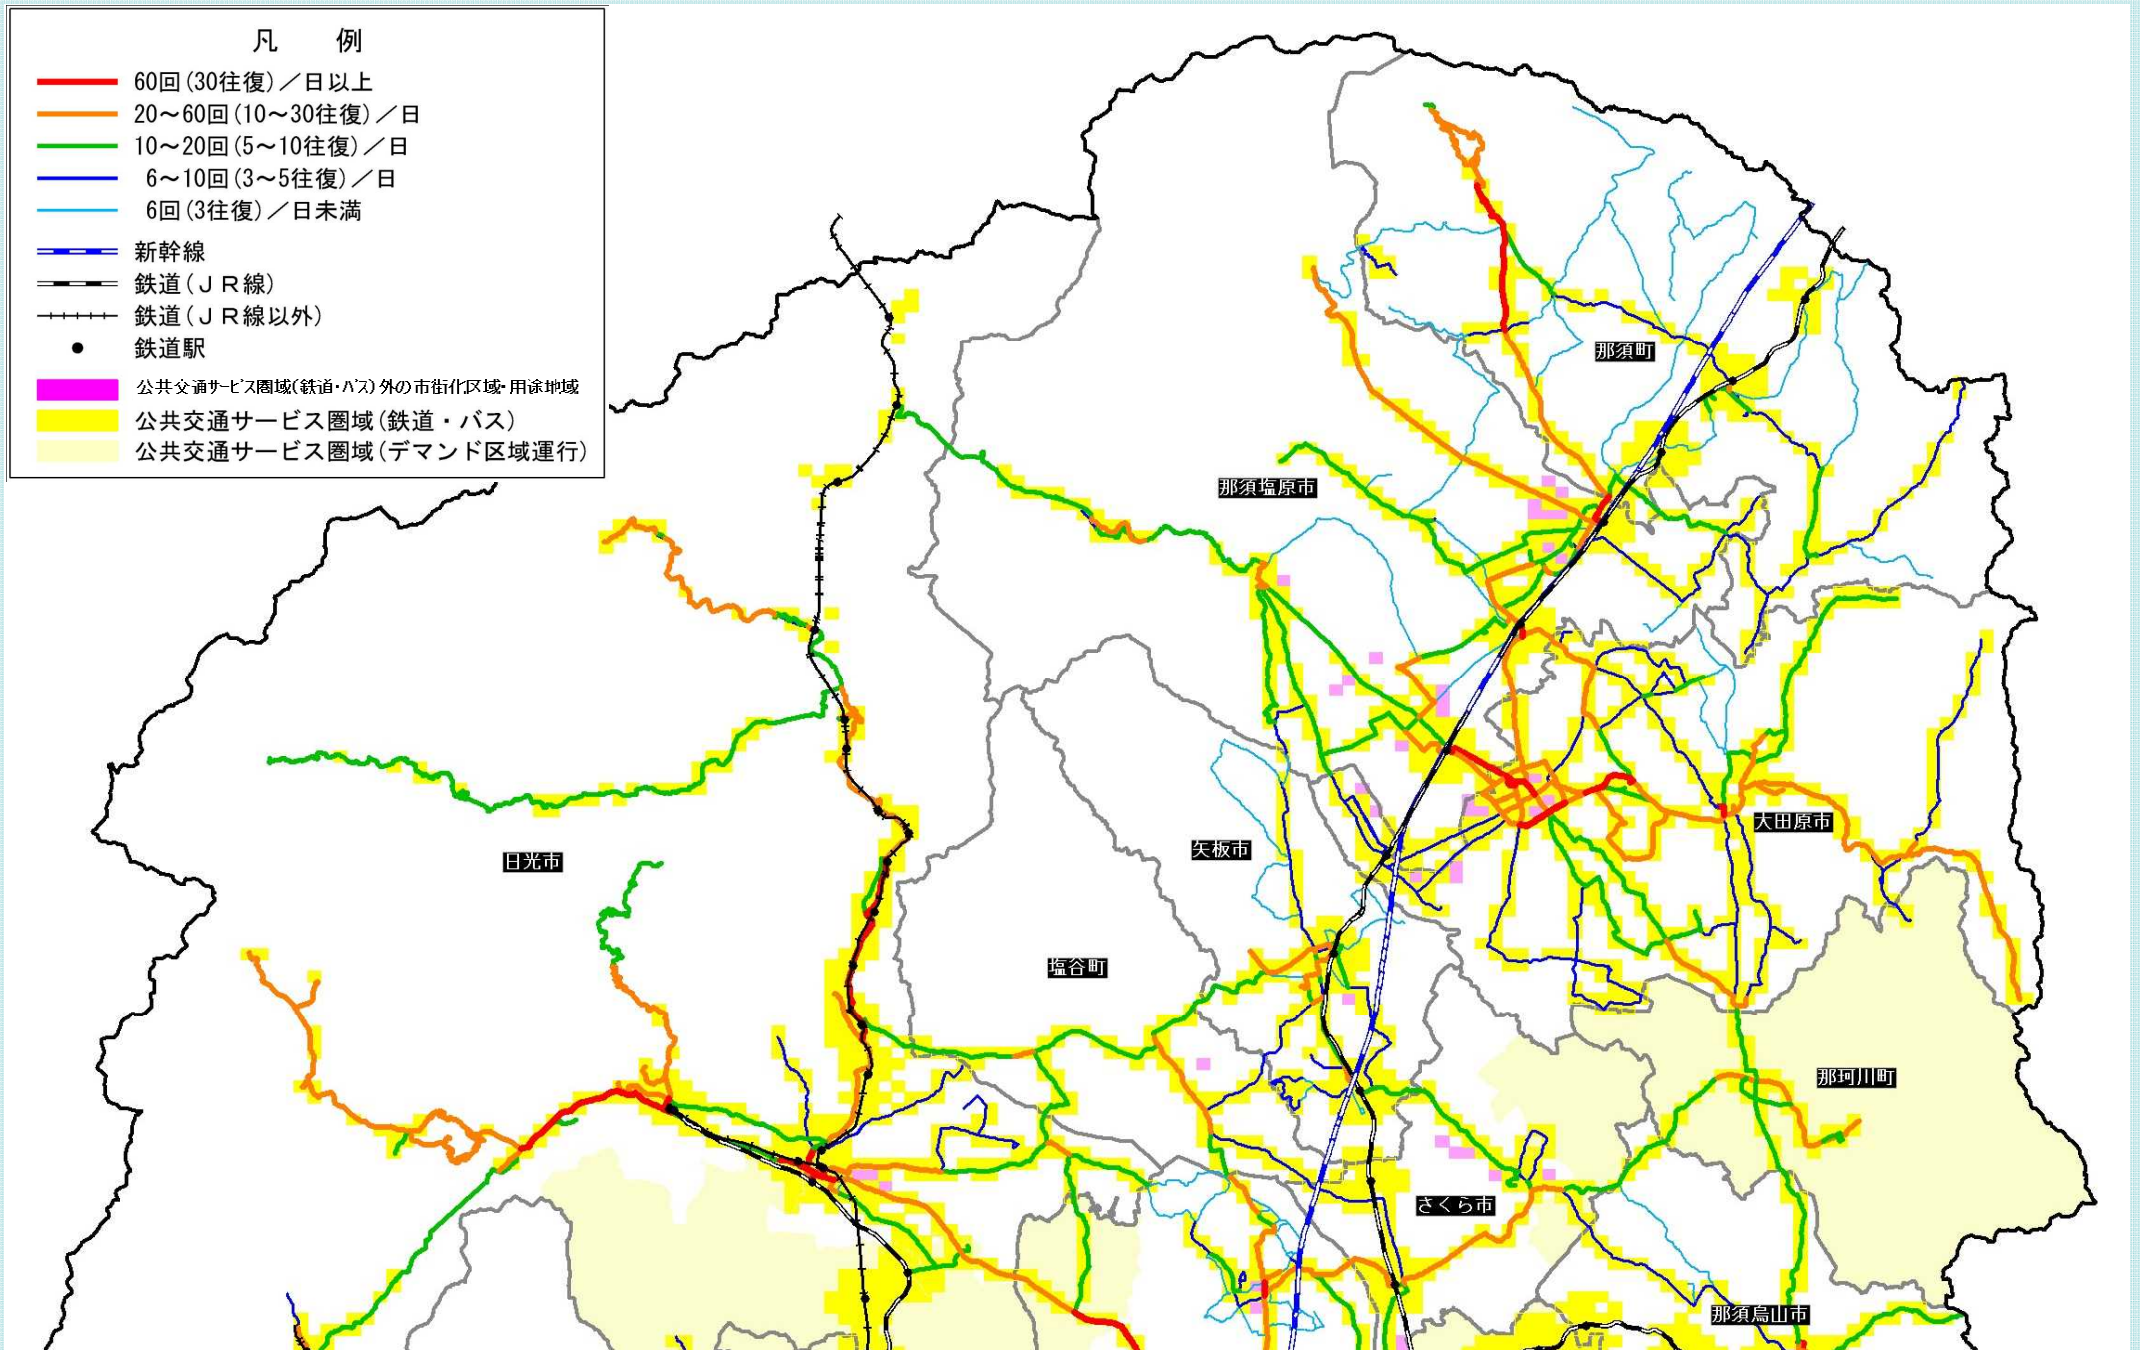 凡　例
60回(30往復)／日以上
20～60回(10～30往復)／日
10～20回(5～10往復)／日
6～10回(3～5往復)／日
6回(3往復)／日未満
新幹線
鉄道(ＪＲ線)
鉄道(ＪＲ線以外)
鉄道駅
公共交通サービス圏域(鉄道・バス)外の市街化区域・用途地域
公共交通サービス圏域(鉄道・バス)
公共交通サービス圏域(デマンド区域運行)
那須町
那須塩原市
大田原市
矢板市
日光市
塩谷町
那珂川町
さくら市
那須烏山市